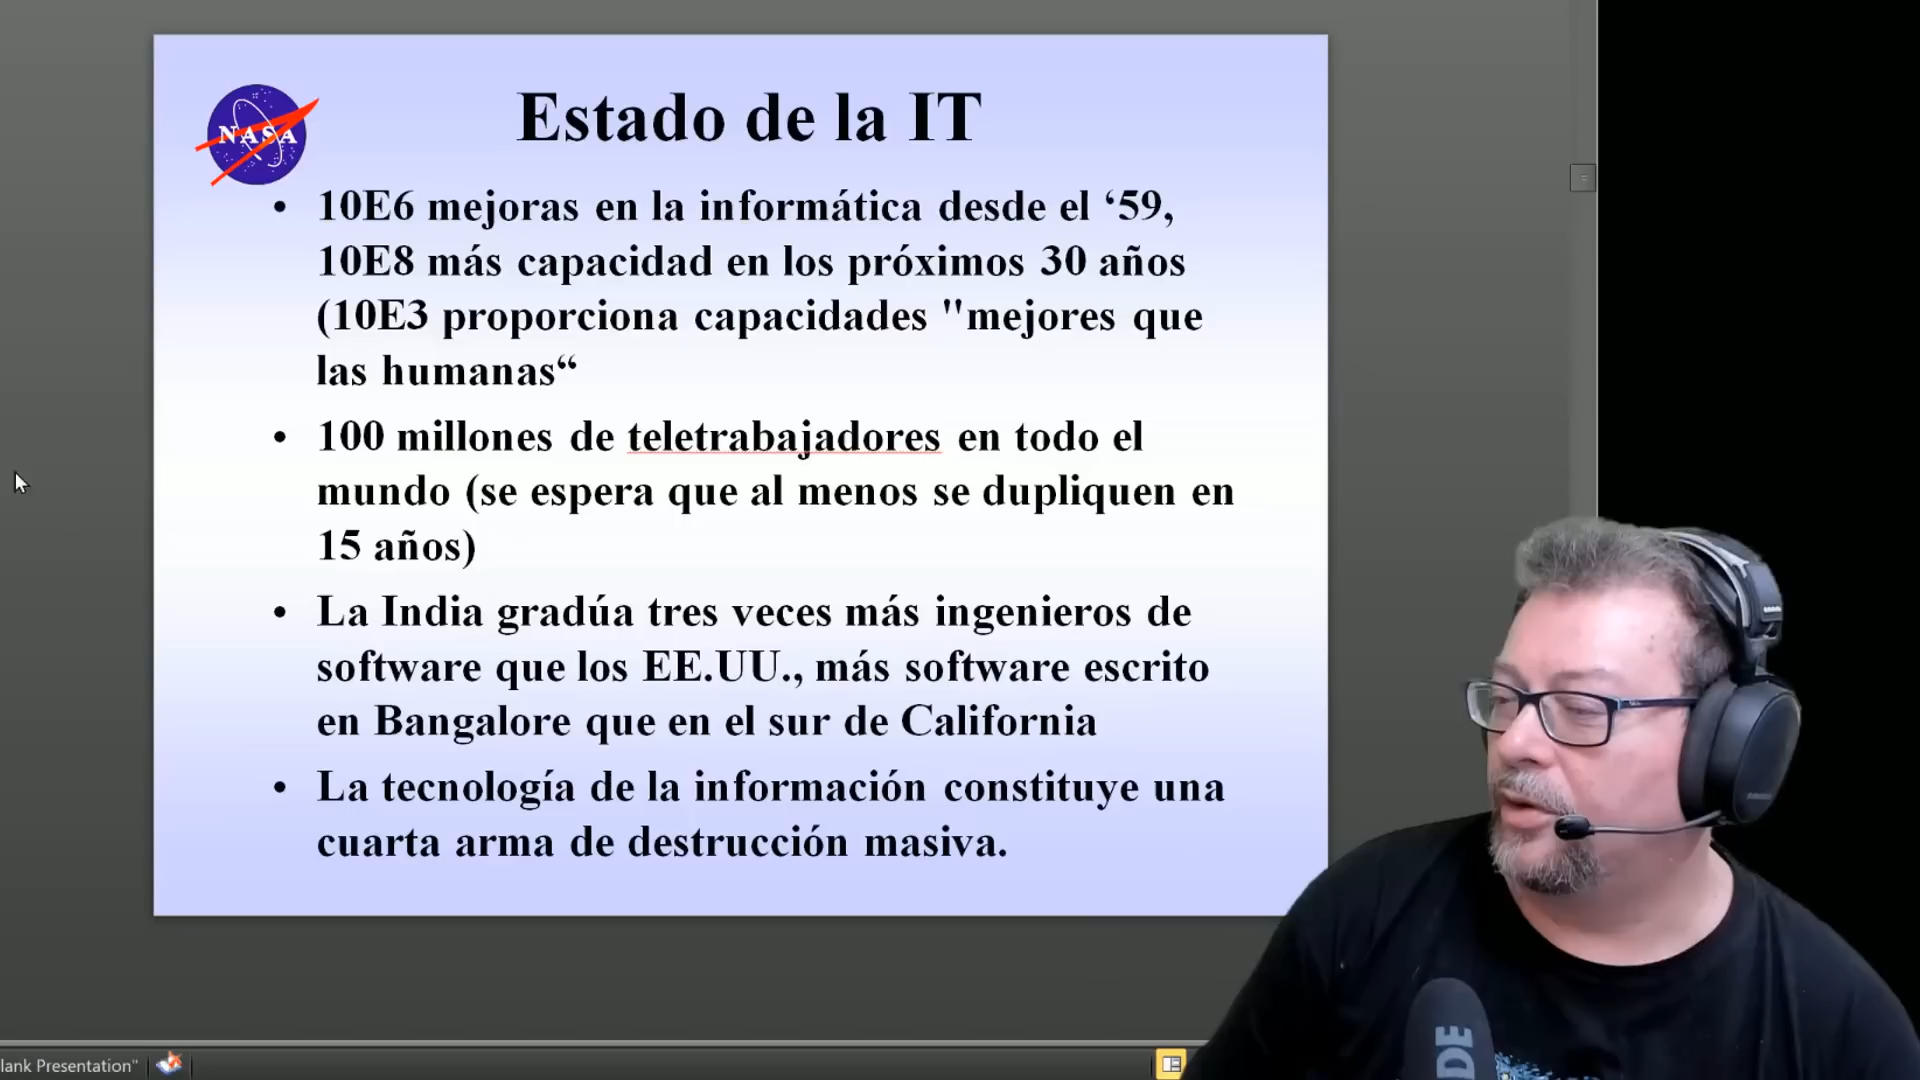 NASA
Estado de la IT
• 10E6 mejoras en la informática desde el ‘59,
10E8 más capacidad en los próximos 30 años
(10E3 proporciona capacidades "mejores que
las humanas“
• 100 millones de teletrabajadores en todo el
mundo (se espera que al menos se dupliquen en
15 años)
• La India gradúa tres veces más ingenieros de
software que los EE.UU., más software escrito
en Bangalore que en el sur de California
• La tecnología de la información constituye una
cuarta arma de destrucción masiva.
lank Presentation"
DE